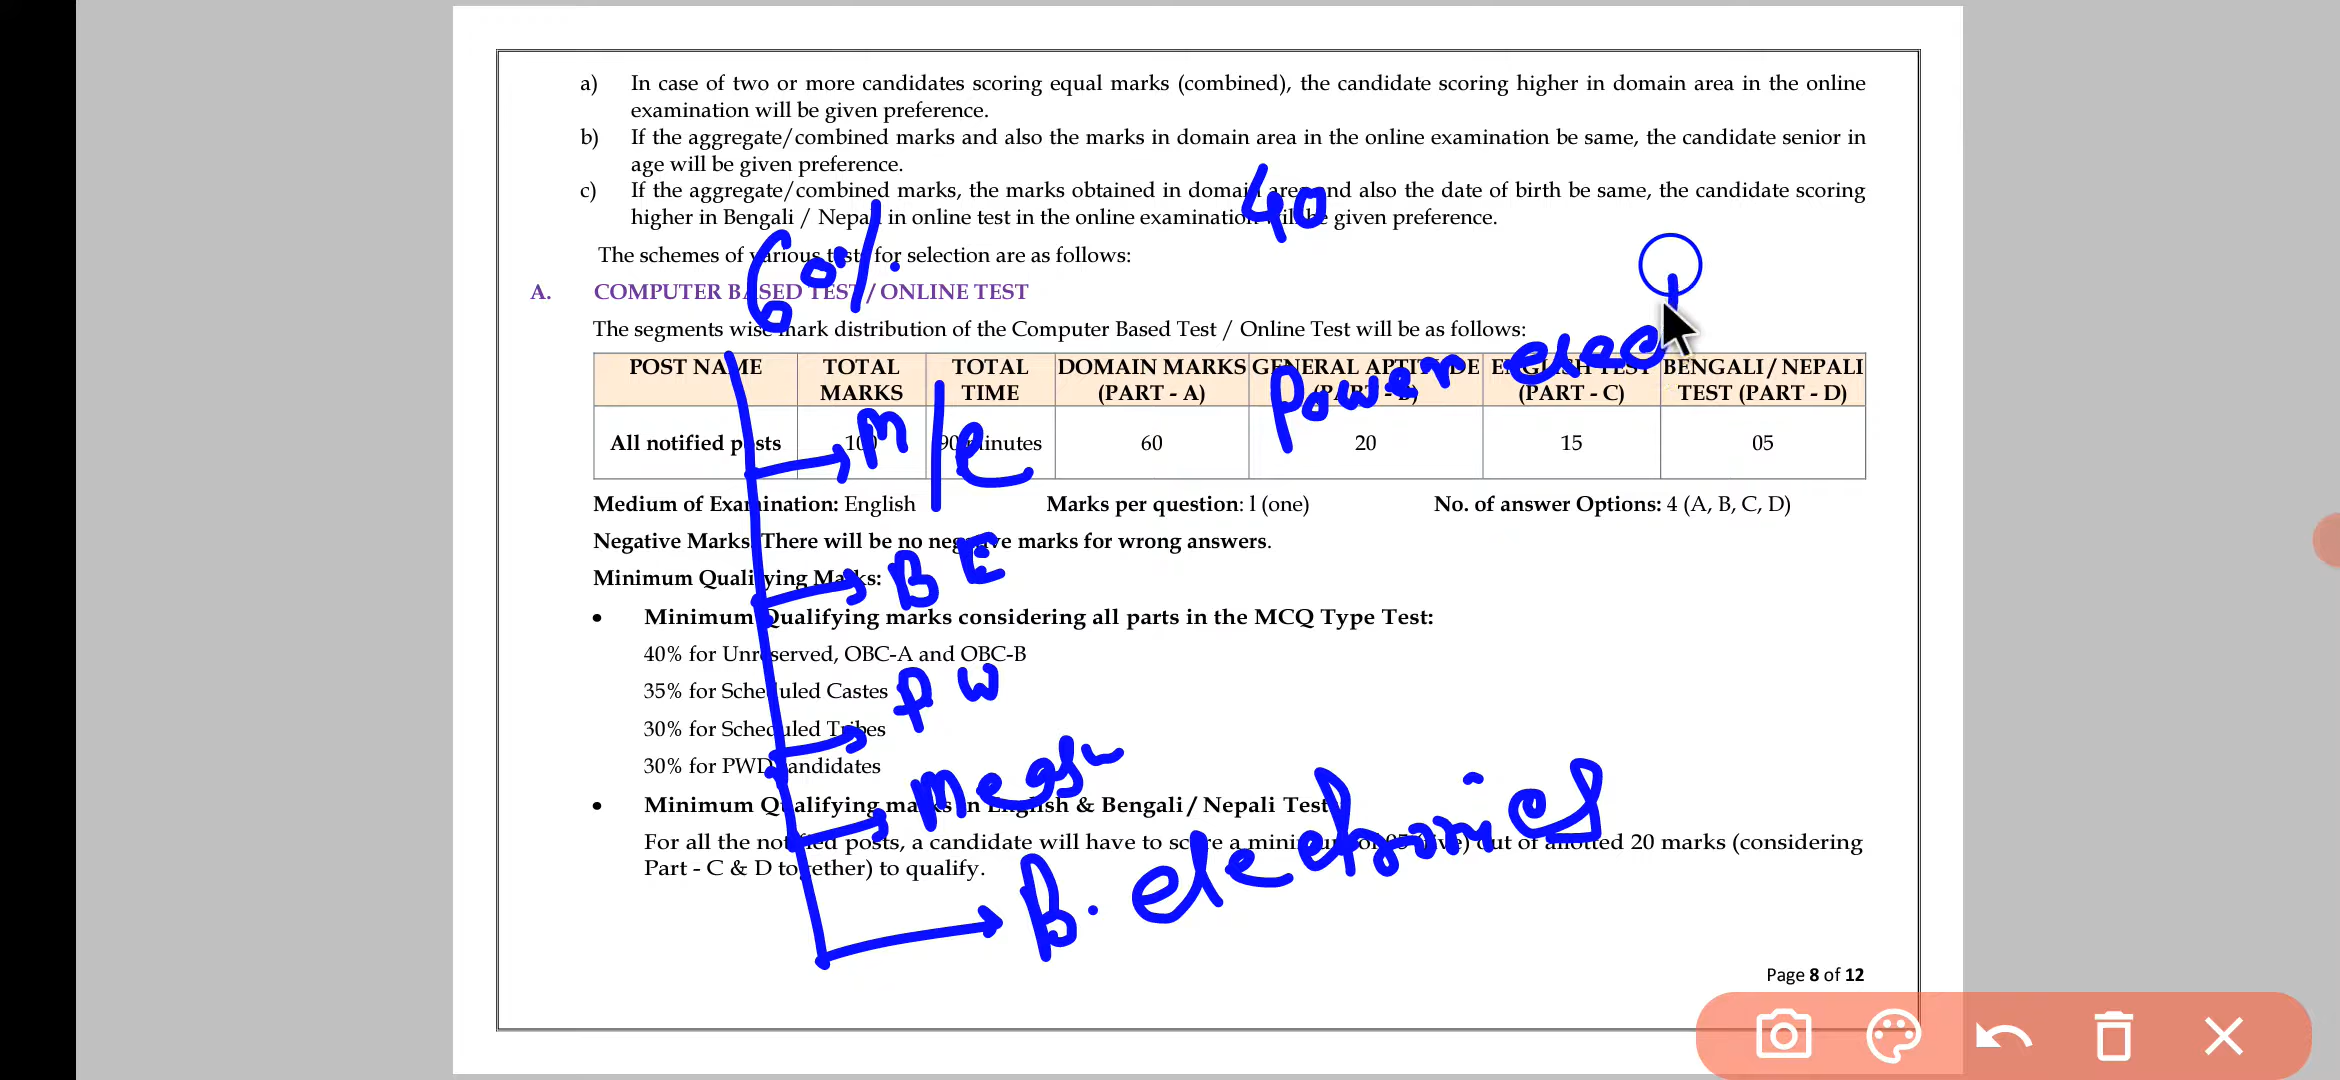 a) In case of two or more candidates scoring equal marks (combined), the candidate scoring higher in domain area in the online
examination will be given preference.
b) If the aggregate/combined marks and also the marks in domain area in the online examination be same, the candidate senior in
age will be given preference.
c) If the aggregate/combined marks, the marks obtained in domain area and also the date of birth be same, the candidate scoring
higher in Bengali / Nepali in online test in the online examination will be given preference.
40
The schemes of various tests for selection are as follows:
60%
A. COMPUTER BASED TEST / ONLINE TEST
The segments wise mark distribution of the Computer Based Test / Online Test will be as follows:
Power elec
POST NAME TOTAL MARKS TOTAL TIME DOMAIN MARKS (PART - A) GENERAL APTITUDE (PART - B) ENGLISH TEST (PART - C) BENGALI / NEPALI TEST (PART - D)
All notified posts 100 90 minutes 60 20 15 05
M/C
Medium of Examination: English Marks per question: 1 (one) No. of answer Options: 4 (A, B, C, D)
Negative Marks: There will be no negative marks for wrong answers.
BE
Minimum Qualifying Marks:
• Minimum Qualifying marks considering all parts in the MCQ Type Test:
40% for Unreserved, OBC-A and OBC-B
35% for Scheduled Castes
PW
30% for Scheduled Tribes
30% for PWD candidates
• Minimum Qualifying marks in English & Bengali / Nepali Test
For all the notified posts, a candidate will have to score a minimum of 05 (five) out of allotted 20 marks (considering
Part - C & D together) to qualify.
B. electronics
Page 8 of 12